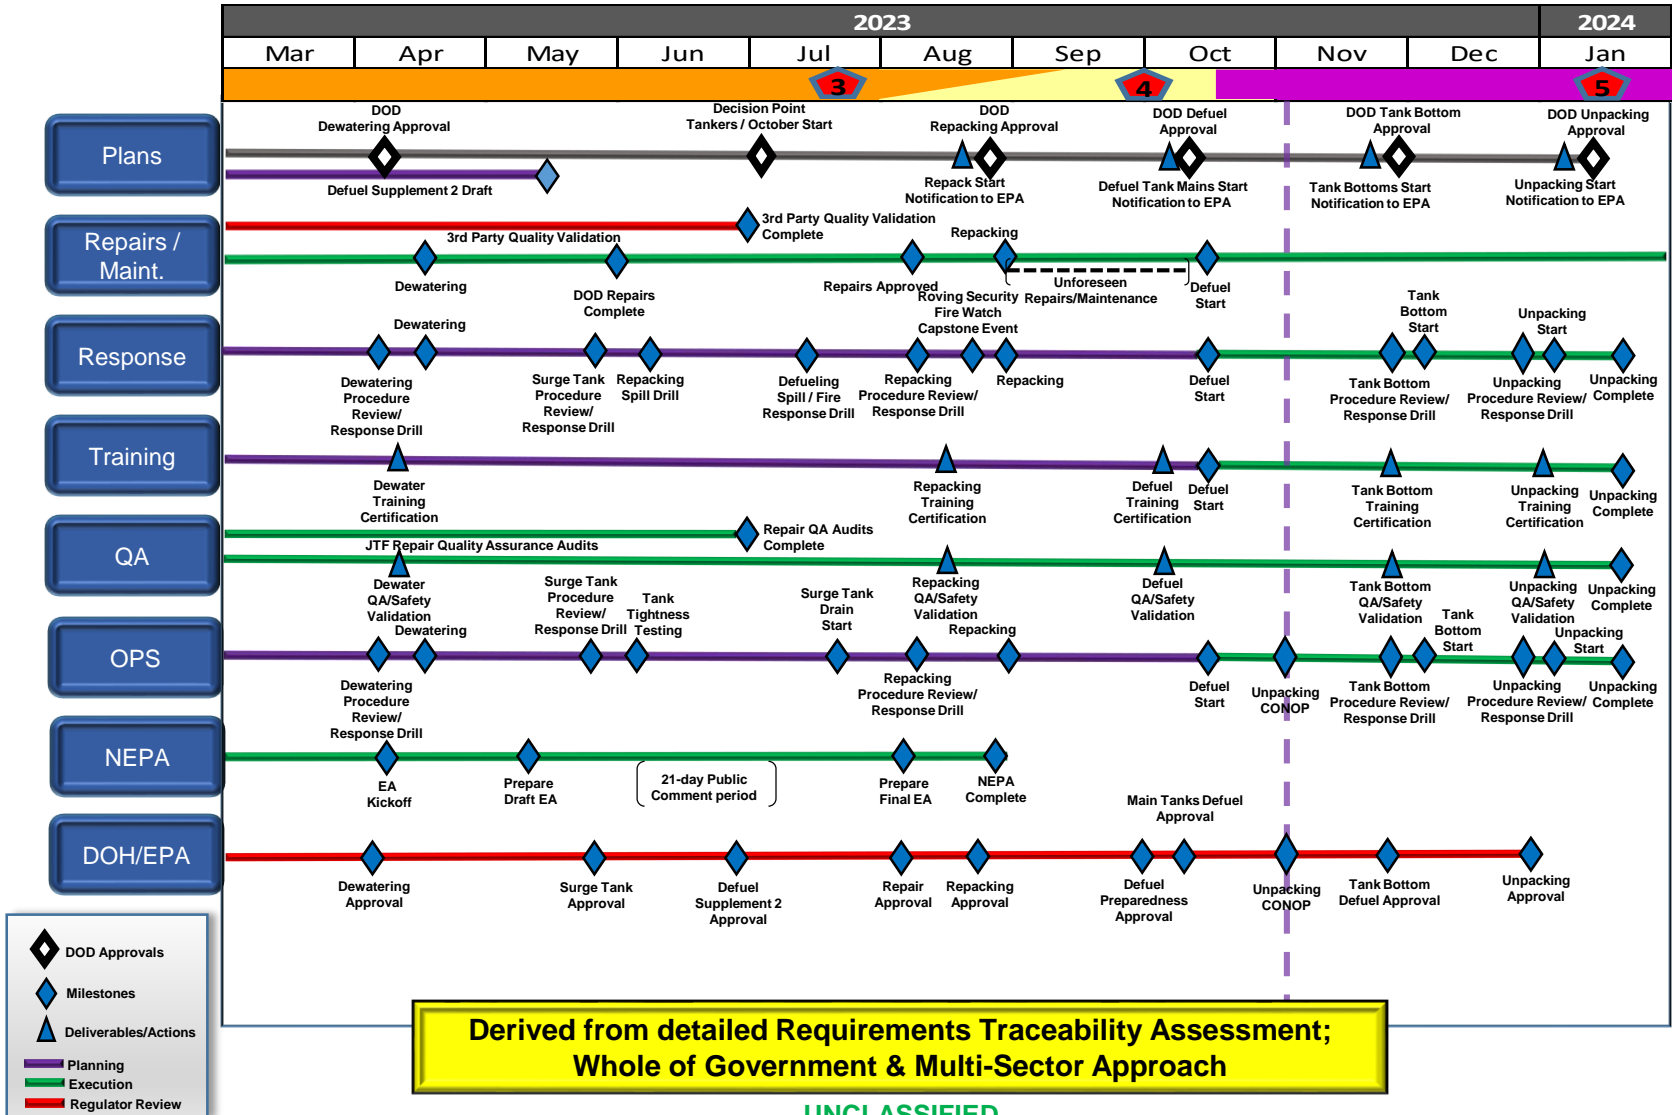 2023
2024
Mar Apr May Jun Jul Aug Sep Oct Nov Dec Jan
3
4
5
Plans
DOD
Dewatering Approval
Decision Point
Tankers / October Start
DOD
Repacking Approval
DOD Defuel
Approval
DOD Tank Bottom
Approval
DOD Unpacking
Approval
Defuel Supplement 2 Draft
Repack Start
Notification to EPA
Defuel Tank Mains Start
Notification to EPA
Tank Bottoms Start
Notification to EPA
Unpacking Start
Notification to EPA
Repairs /
Maint.
3rd Party Quality Validation
Complete
3rd Party Quality Validation
Repacking
Dewatering
DOD Repairs
Complete
Repairs Approved
Unforeseen
Repairs/Maintenance
Defuel
Start
Response
Dewatering
Roving Security
Fire Watch
Capstone Event
Tank
Bottom
Start
Unpacking
Start
Dewatering
Procedure
Review/
Response Drill
Surge Tank
Procedure
Review/
Response Drill
Repacking
Spill Drill
Defueling
Spill / Fire
Response Drill
Repacking
Procedure Review/
Response Drill
Repacking
Defuel
Start
Tank Bottom
Procedure Review/
Response Drill
Unpacking
Procedure Review/
Response Drill
Unpacking
Complete
Training
Dewater
Training
Certification
Repacking
Training
Certification
Defuel
Training
Certification
Defuel
Start
Tank Bottom
Training
Certification
Unpacking
Training
Certification
Unpacking
Complete
QA
Repair QA Audits
Complete
JTF Repair Quality Assurance Audits
Dewater
QA/Safety
Validation
Repacking
QA/Safety
Validation
Defuel
QA/Safety
Validation
Tank Bottom
QA/Safety
Validation
Unpacking
QA/Safety
Validation
Unpacking
Complete
OPS
Dewatering
Surge Tank
Procedure
Review/
Response Drill
Tank
Tightness
Testing
Surge Tank
Drain
Start
Repacking
Tank
Bottom
Start
Unpacking
Start
Dewatering
Procedure
Review/
Response Drill
Repacking
Procedure Review/
Response Drill
Defuel
Start
Unpacking
CONOP
Tank Bottom
Procedure Review/
Response Drill
Unpacking
Procedure Review/
Response Drill
Unpacking
Complete
NEPA
EA
Kickoff
Prepare
Draft EA
21-day Public
Comment period
Prepare
Final EA
NEPA
Complete
DOH/EPA
Main Tanks Defuel
Approval
Dewatering
Approval
Surge Tank
Approval
Defuel
Supplement 2
Approval
Repair
Approval
Repacking
Approval
Defuel
Preparedness
Approval
Unpacking
CONOP
Tank Bottom
Defuel Approval
Unpacking
Approval
DOD Approvals
Milestones
Deliverables/Actions
Planning
Execution
Regulator Review
Derived from detailed Requirements Traceability Assessment;
Whole of Government & Multi-Sector Approach
UNCLASSIFIED